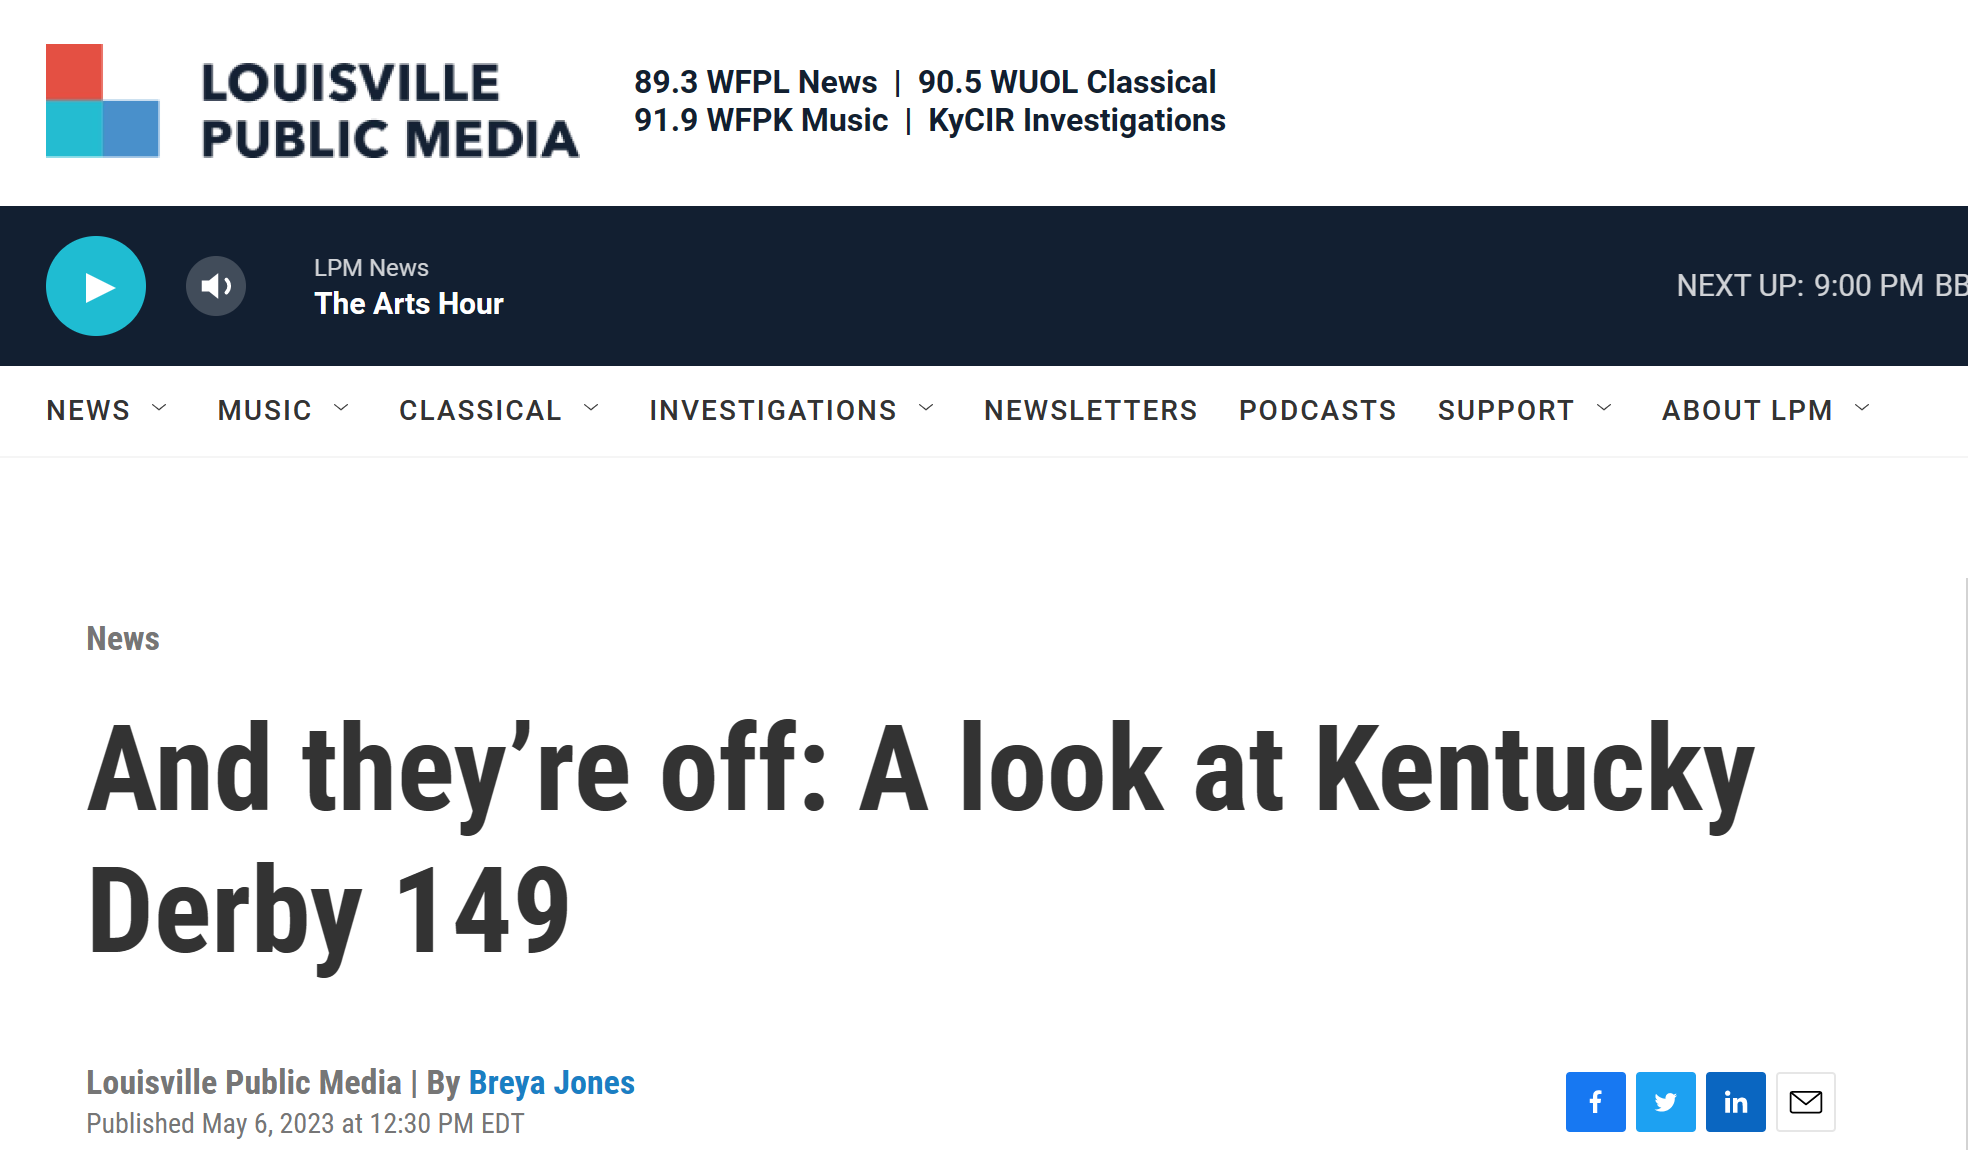 LOUISVILLE
PUBLIC MEDIA
89.3 WFPL News | 90.5 WUOL Classical
91.9 WFPK Music | KyCIR Investigations
LPM News
The Arts Hour
NEXT UP: 9:00 PM BB
NEWS MUSIC CLASSICAL INVESTIGATIONS NEWSLETTERS PODCASTS SUPPORT ABOUT LPM
News
And they’re off: A look at Kentucky
Derby 149
Louisville Public Media | By Breya Jones
Published May 6, 2023 at 12:30 PM EDT